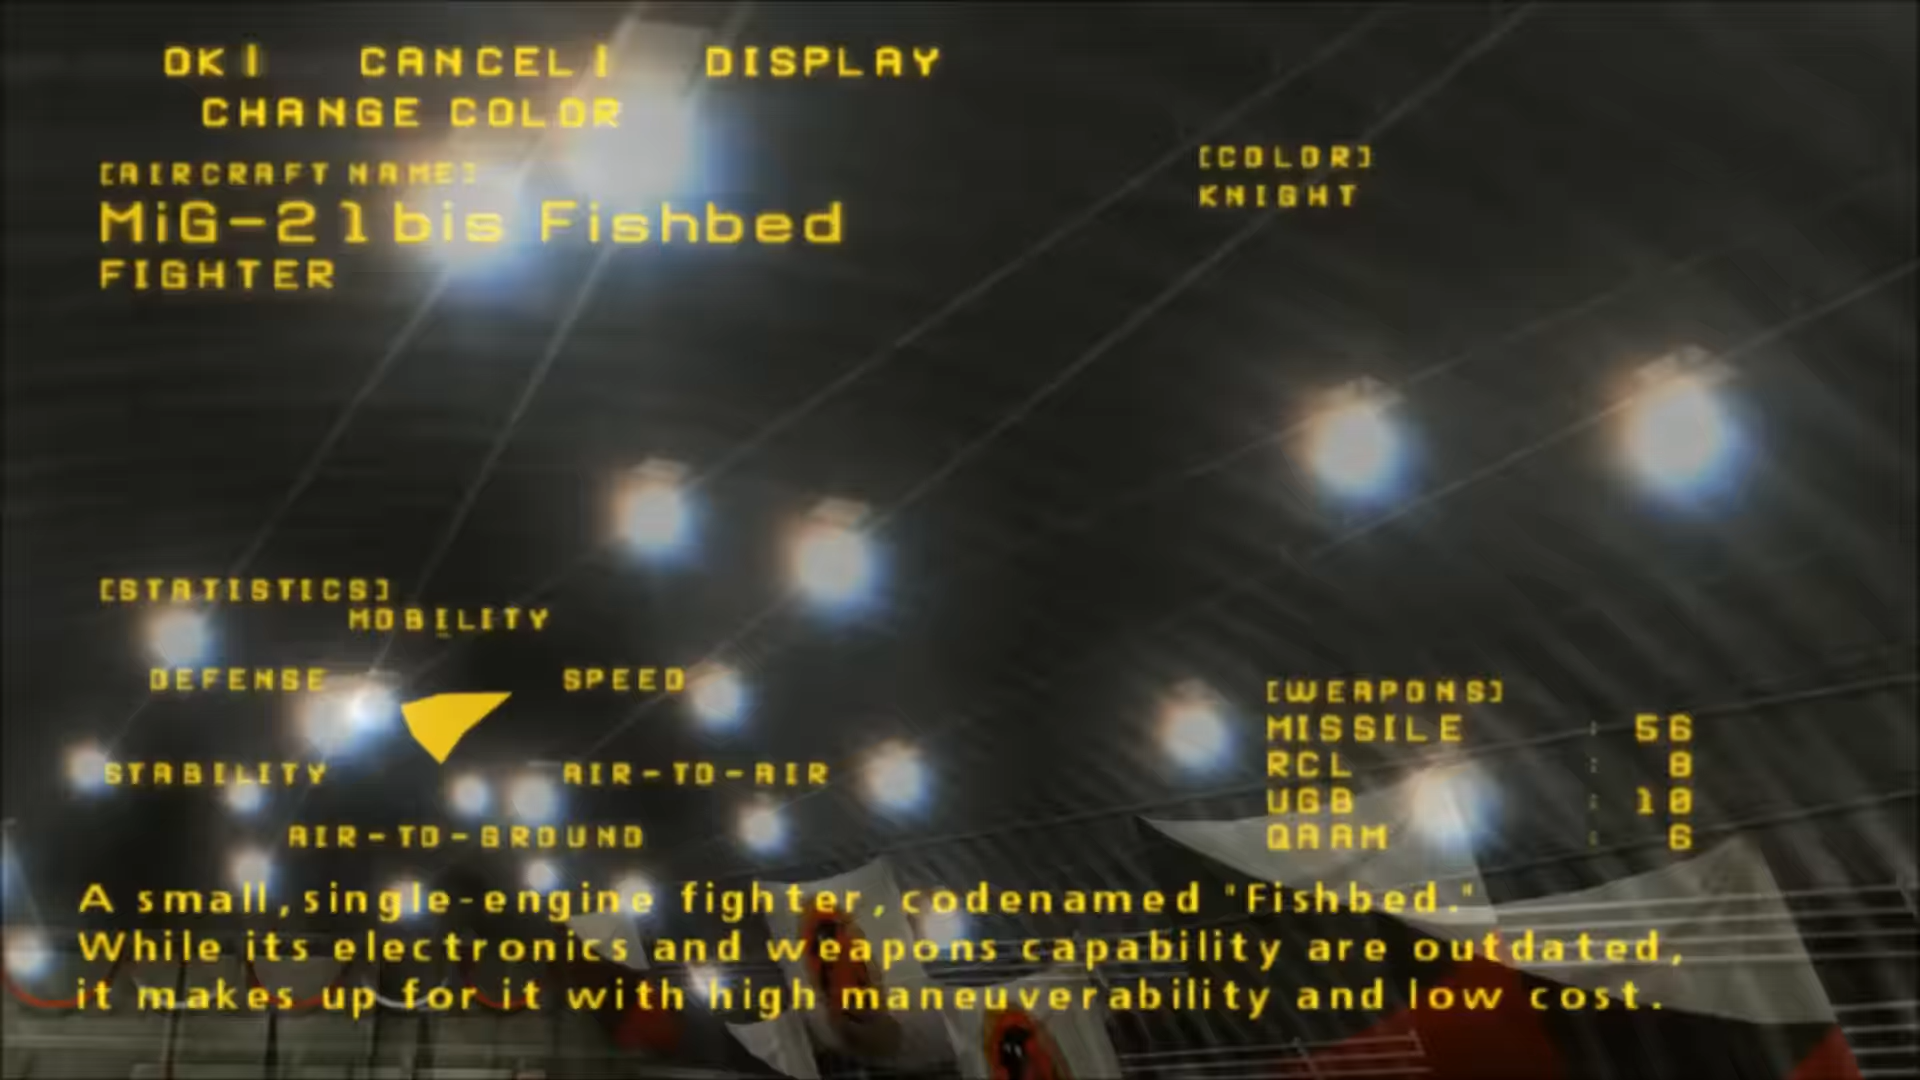 OK CANCEL DISPLAY
CHANGE COLOR
[AIRCRAFT NAME]
MiG-21bis Fishbed
FIGHTER
[COLOR]
KNIGHT
[STATISTICS]
MOBILITY
DEFENSE SPEED
STABILITY AIR-TO-AIR
AIR-TO-GROUND
[WEAPONS]
MISSILE : 56
RCL : 8
UGB : 10
QAAM : 6
A small, single-engine fighter, codenamed "Fishbed."
While its electronics and weapons capability are outdated,
it makes up for it with high maneuverability and low cost.